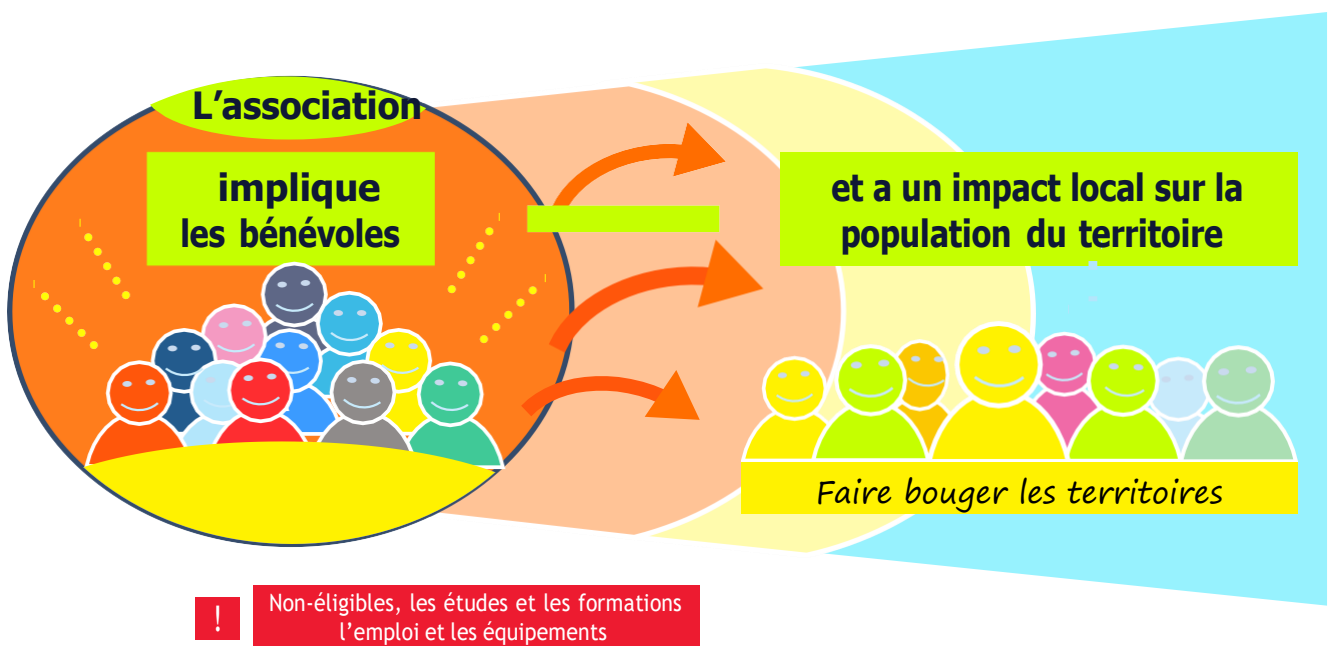 L’association
implique
les bénévoles
et a un impact local sur la
population du territoire
Faire bouger les territoires
!
Non-éligibles, les études et les formations
l’emploi et les équipements